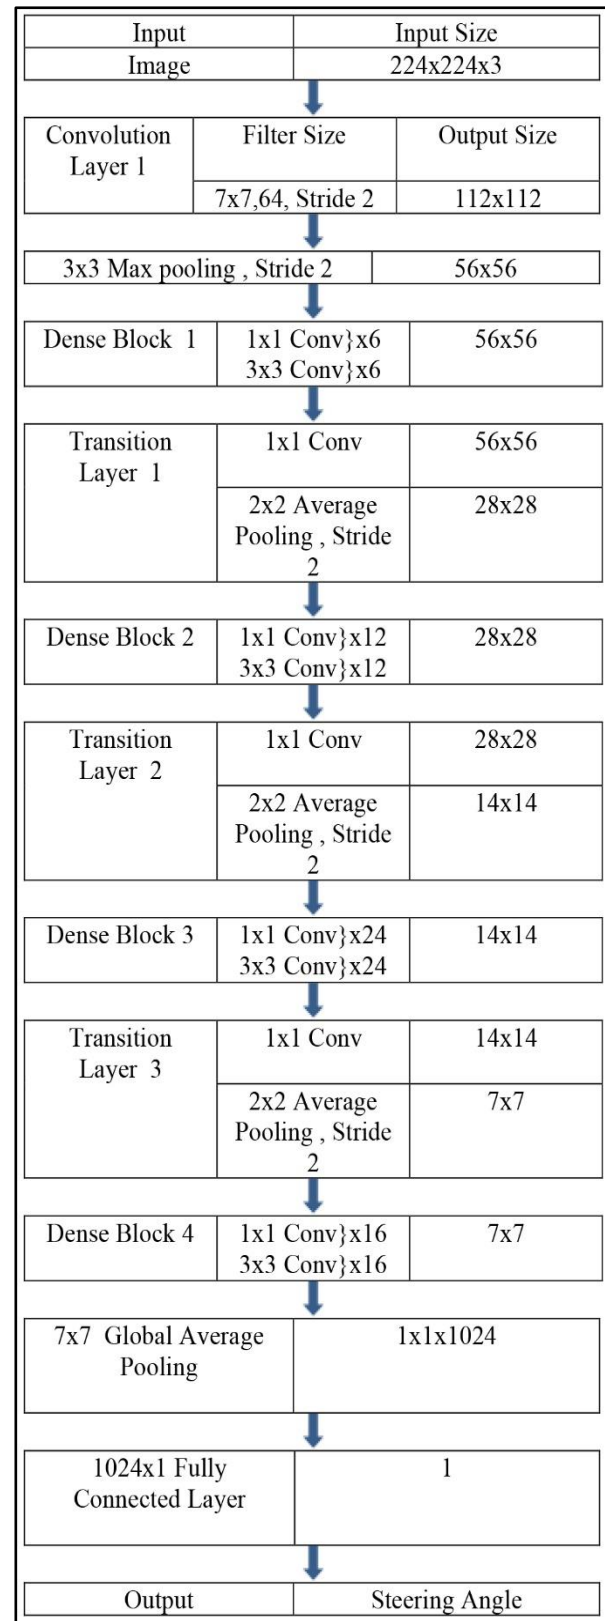 Input Input Size
Image 224x224x3
Convolution Filter Size Output Size
Layer 1
7x7,64, Stride 2 112x112
3x3 Max pooling , Stride 2 56x56
Dense Block 1 1x1 Conv}x6 56x56
3x3 Conv}x6
Transition 1x1 Conv 56x56
Layer 1
2x2 Average 28x28
Pooling , Stride
2
Dense Block 2 1x1 Conv}x12 28x28
3x3 Conv}x12
Transition 1x1 Conv 28x28
Layer 2
2x2 Average 14x14
Pooling , Stride
2
Dense Block 3 1x1 Conv}x24 14x14
3x3 Conv}x24
Transition 1x1 Conv 14x14
Layer 3
2x2 Average 7x7
Pooling , Stride
2
Dense Block 4 1x1 Conv}x16 7x7
3x3 Conv}x16
7x7 Global Average 1x1x1024
Pooling
1024x1 Fully 1
Connected Layer
Output Steering Angle